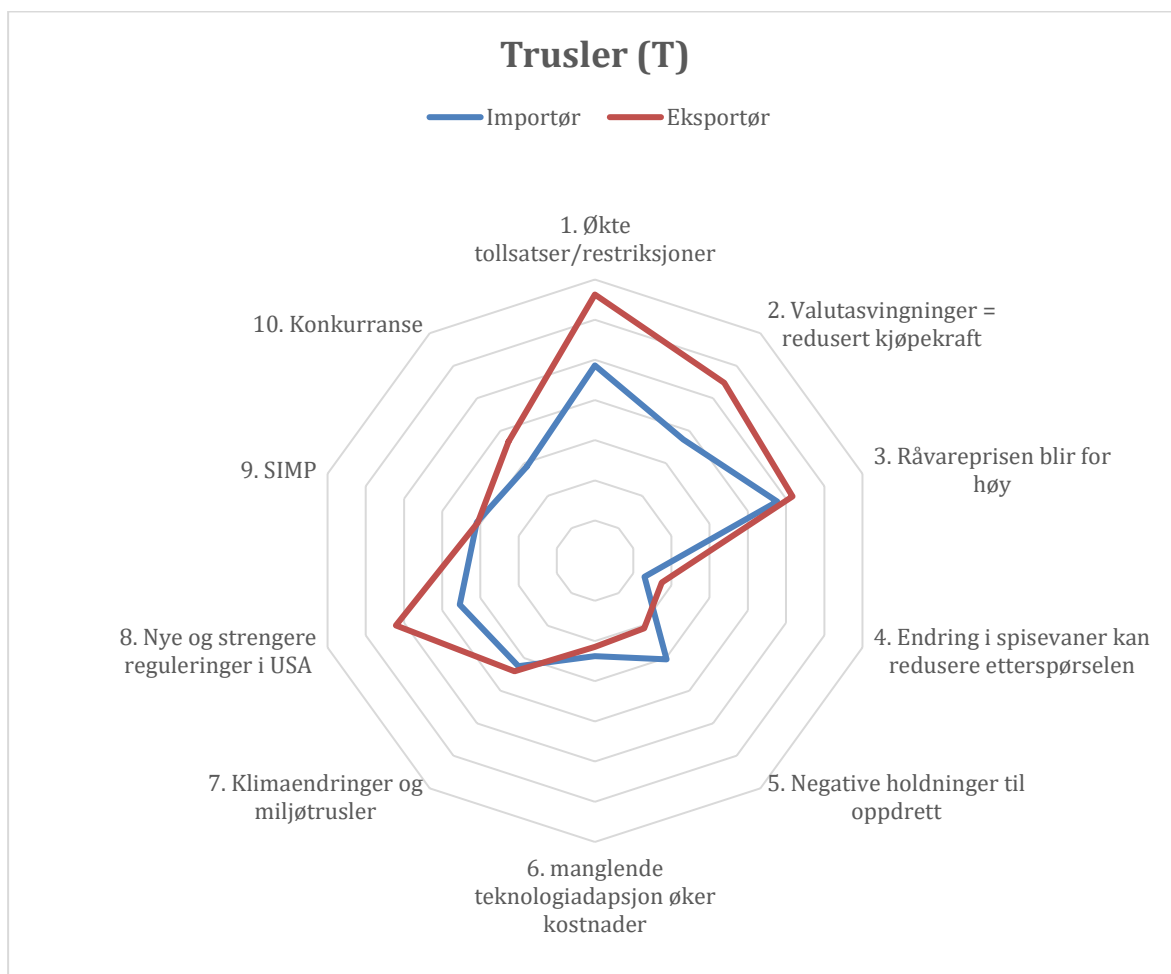 Trusler (T)
Importør
Eksportør
1. Økte
tollsatser/restriksjoner
2. Valutasvingninger =
redusert kjøpekraft
3. Råvareprisen blir for
høy
4. Endring i spisevaner kan
redusere etterspørselen
5. Negative holdninger til
oppdrett
6. manglende
teknologiadapsjon øker
kostnader
7. Klimaendringer og
miljøtrusler
8. Nye og strengere
reguleringer i USA
9. SIMP
10. Konkurranse